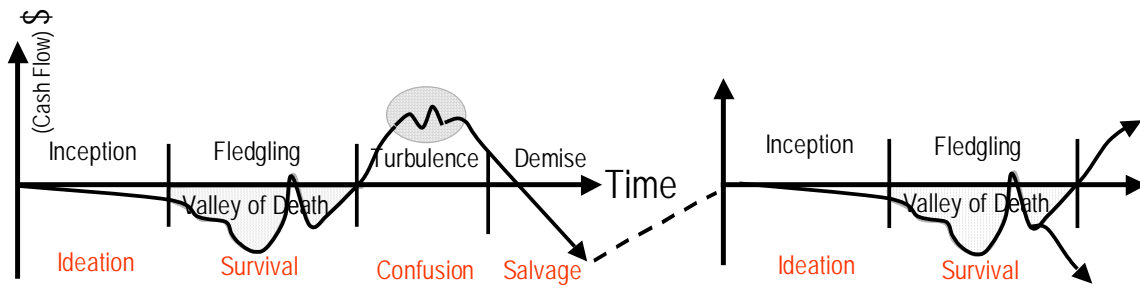 (Cash Flow) $
Inception
Fledgling
Turbulence
Demise
Time
Valley of Death
Ideation
Survival
Confusion
Salvage
Inception
Fledgling
Valley of Death
Ideation
Survival